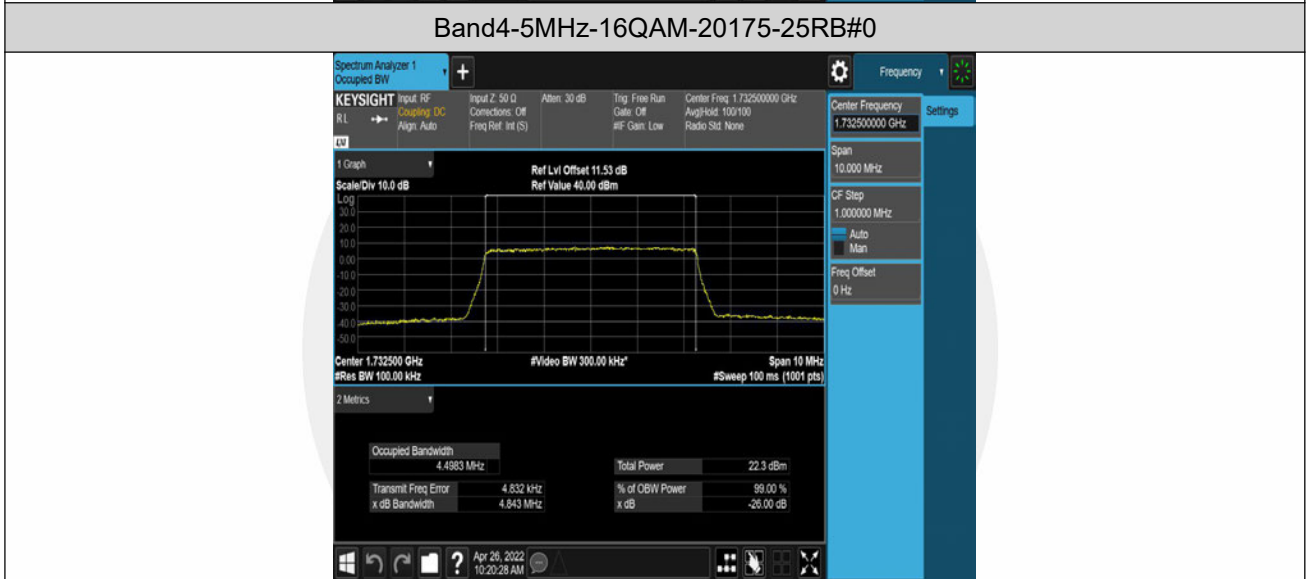 Band4-5MHz-16QAM-20175-25RB#0
Spectrum Analyzer 1
Occupied BW
+
Frequency
KEYSIGHT
RL
Input: RF
Coupling: DC
Align: Auto
Input Z: 50 Ω
Corrections: Off
Freq Ref: Int (S)
Atten: 30 dB
Trig: Free Run
Gate: Off
#IF Gain: Low
Center Freq: 1.732500000 GHz
Avg|Hold: 100/100
Radio Std: None
Center Frequency
1.732500000 GHz
Settings
Span
10.000 MHz
CF Step
1.000000 MHz
Auto
Man
Freq Offset
0 Hz
1 Graph
Scale/Div 10.0 dB
Ref Lvl Offset 11.53 dB
Ref Value 40.00 dBm
Log
30.0
20.0
10.0
0.00
-10.0
-20.0
-30.0
-40.0
-50.0
Center 1.732500 GHz
#Video BW 300.00 kHz*
Span 10 MHz
#Res BW 100.00 kHz
#Sweep 100 ms (1001 pts)
2 Metrics
Occupied Bandwidth
4.4983 MHz
Total Power 22.3 dBm
Transmit Freq Error 4.832 kHz
% of OBW Power 99.00 %
x dB Bandwidth 4.843 MHz
x dB -26.00 dB
?
Apr 26, 2022
10:20:28 AM